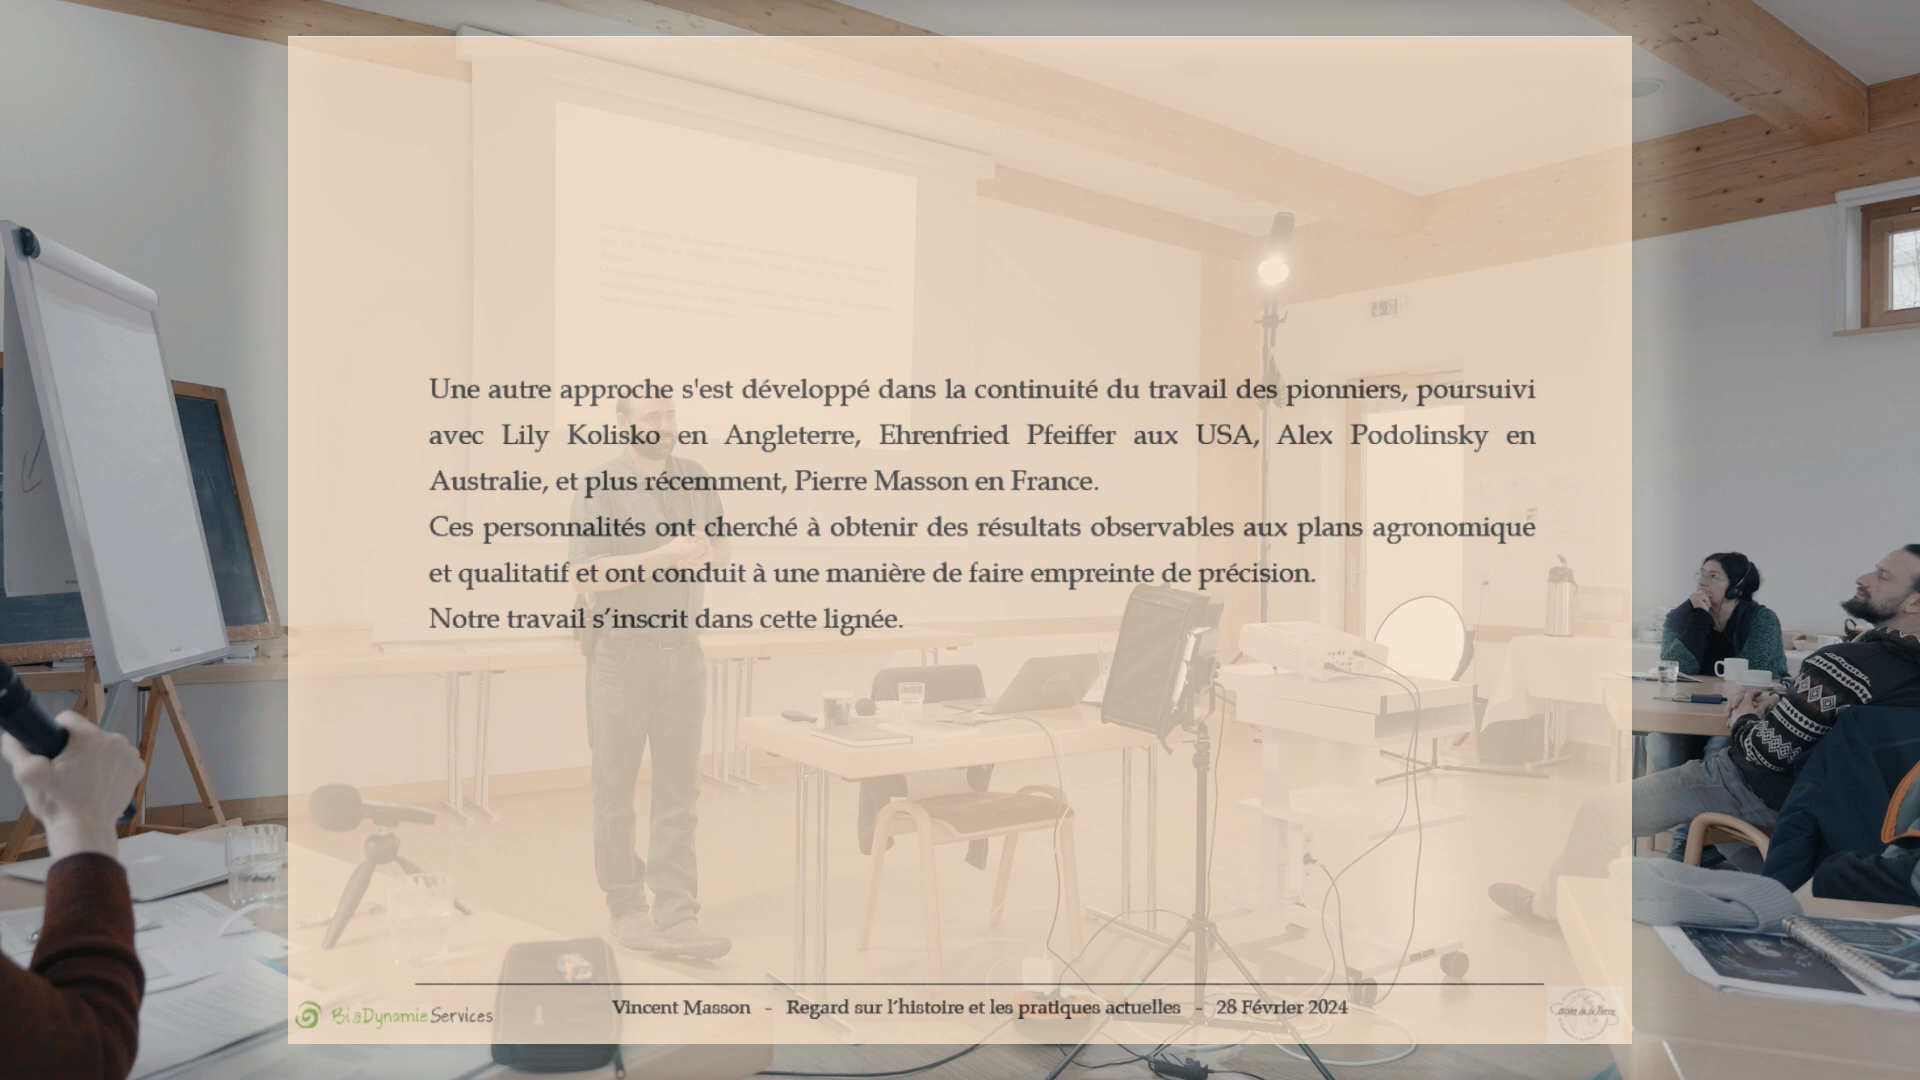 Une autre approche s'est développé dans la continuité du travail des pionniers, poursuivi
avec Lily Kolisko en Angleterre, Ehrenfried Pfeiffer aux USA, Alex Podolinsky en
Australie, et plus récemment, Pierre Masson en France.
Ces personnalités ont cherché à obtenir des résultats observables aux plans agronomique
et qualitatif et ont conduit à une manière de faire empreinte de précision.
Notre travail s’inscrit dans cette lignée.
BioDynamie Services
Vincent Masson - Regard sur l’histoire et les pratiques actuelles - 28 Février 2024